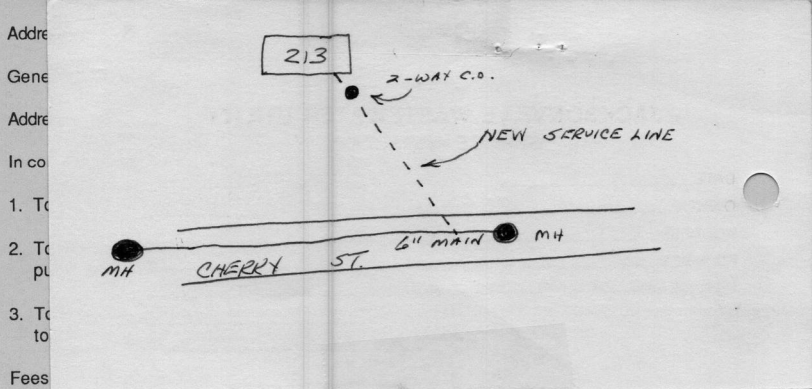 Addre
213
2-WAY C.O.
Gene
Addre
NEW SERVICE LINE
In co
1. To
6" MAIN
MH
2. To
MH
CHERRY ST.
pu
3. To
to
Fees